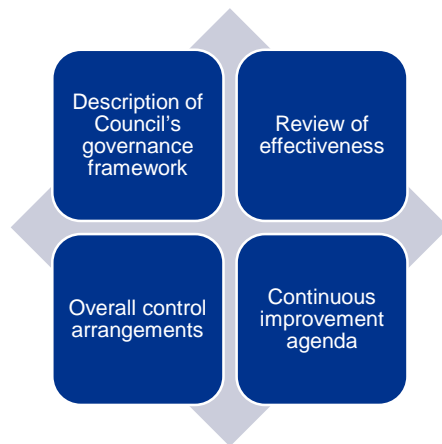 Description of
Council's
governance
framework
Review of
effectiveness
Overall control
arrangements
Continuous
improvement
agenda